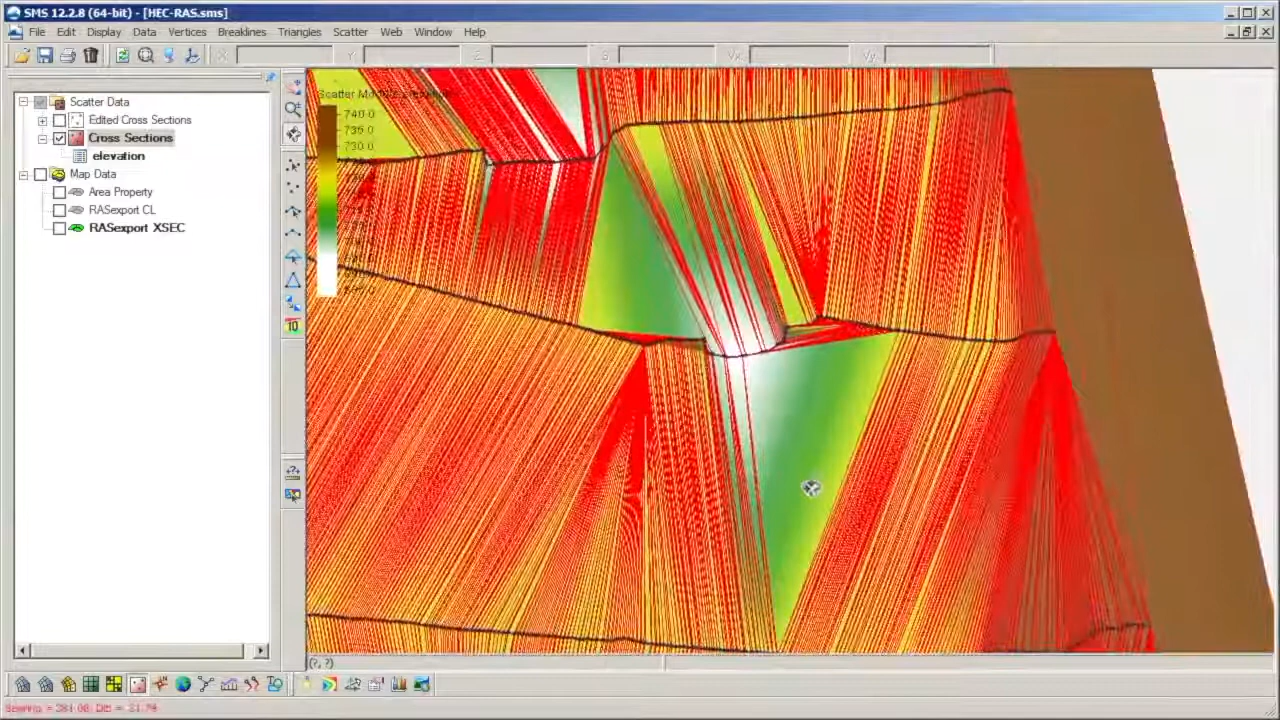 SMS 12.2.8 (64-bit) - [HEC-RAS.sms]
File Edit Display Data Vertices Breaklines Triangles Scatter Web Window Help
X: Y: Z: S: Vx: Vy:
Scatter Data
Edited Cross Sections
Cross Sections
elevation
Map Data
Area Property
RASexport CL
RASexport XSEC
740.0
735.0
730.0
(?, ?)